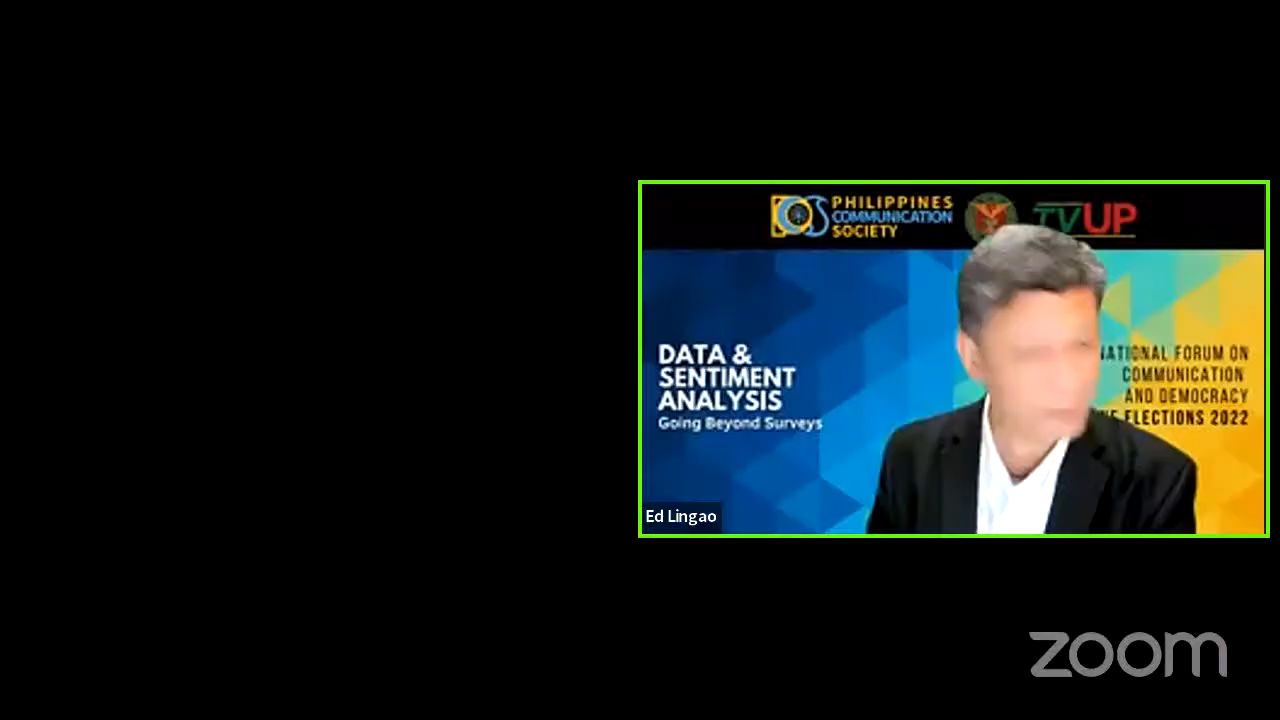 PHILIPPINES
COMMUNICATION
SOCIETY
TVUP
DATA &
SENTIMENT
ANALYSIS
Going Beyond Surveys
NATIONAL FORUM ON
COMMUNICATION
AND DEMOCRACY
ELECTIONS 2022
Ed Lingao
zoom